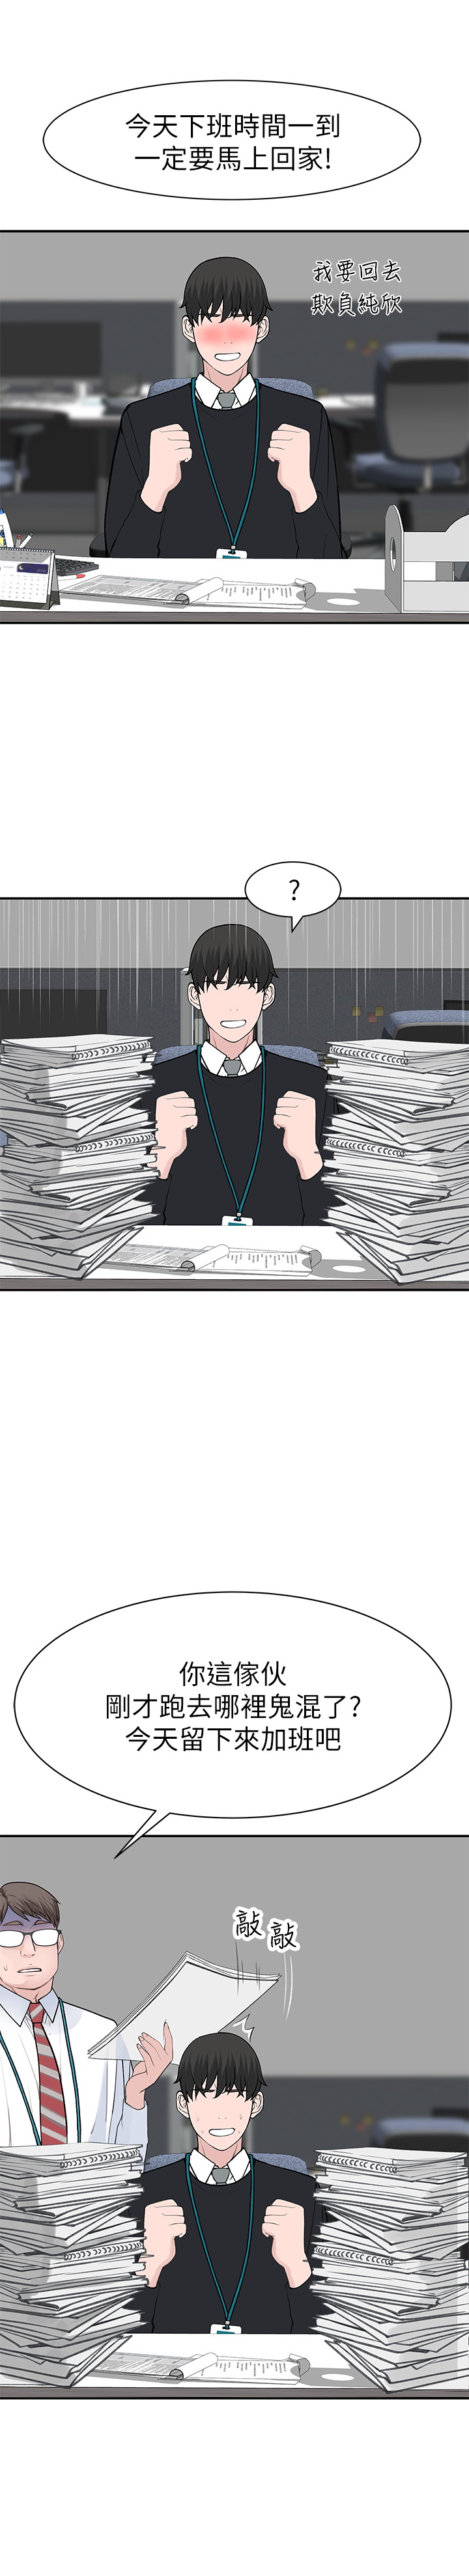 今天下班時間一到
一定要馬上回家!
我要回去
欺負純欣
?
你這傢伙
剛才跑去哪裡鬼混了?
今天留下來加班吧
敲敲